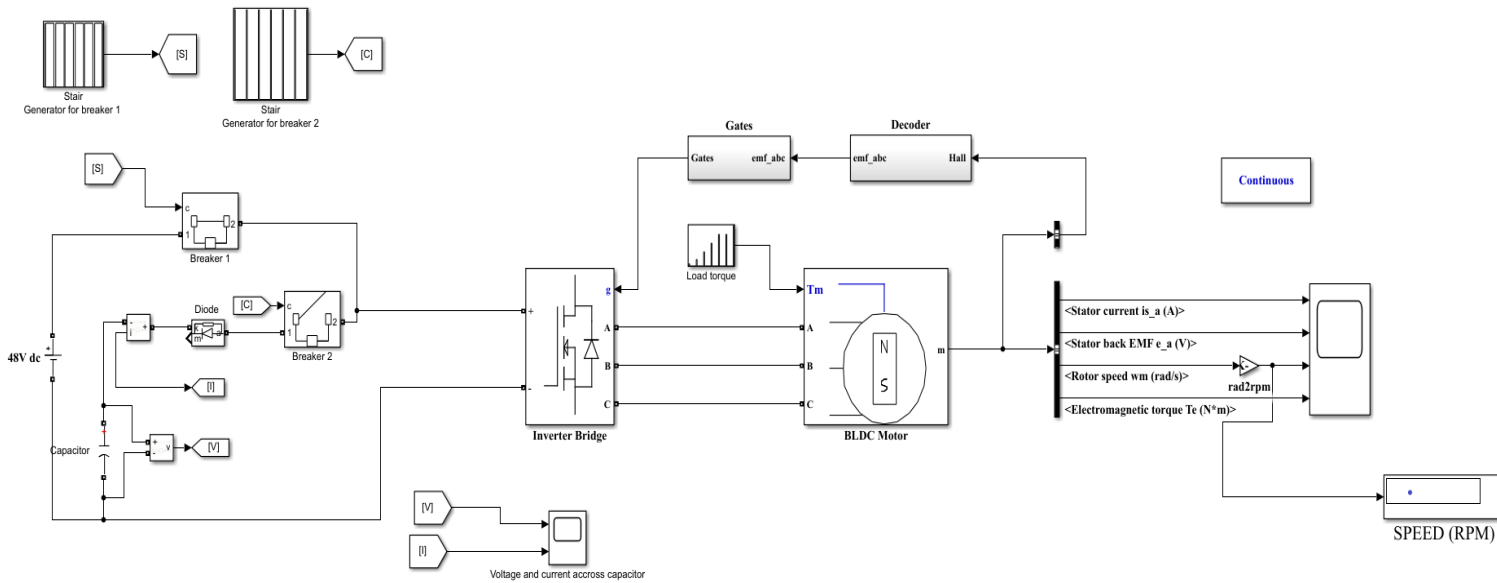 [S]
[C]
Stair
Generator for breaker 1
Stair
Generator for breaker 2
Gates
Decoder
Gates
emf_abc
emf_abc
Hall
Continuous
[S]
c
2
1
Breaker 1
Load torque
Diode
[C]
c
2
1
Breaker 2
- + i
k
m
a
48V dc
+
[I]
+
Capacitor
+
-
v
[V]
g
+
-
A
B
C
Inverter Bridge
Tm
A
B
C
N
S
m
BLDC Motor
<Stator current is_a (A)>
<Stator back EMF e_a (V)>
<Rotor speed wm (rad/s)>
rad2rpm
<Electromagnetic torque Te (N*m)>
SPEED (RPM)
[V]
[I]
Voltage and current accross capacitor